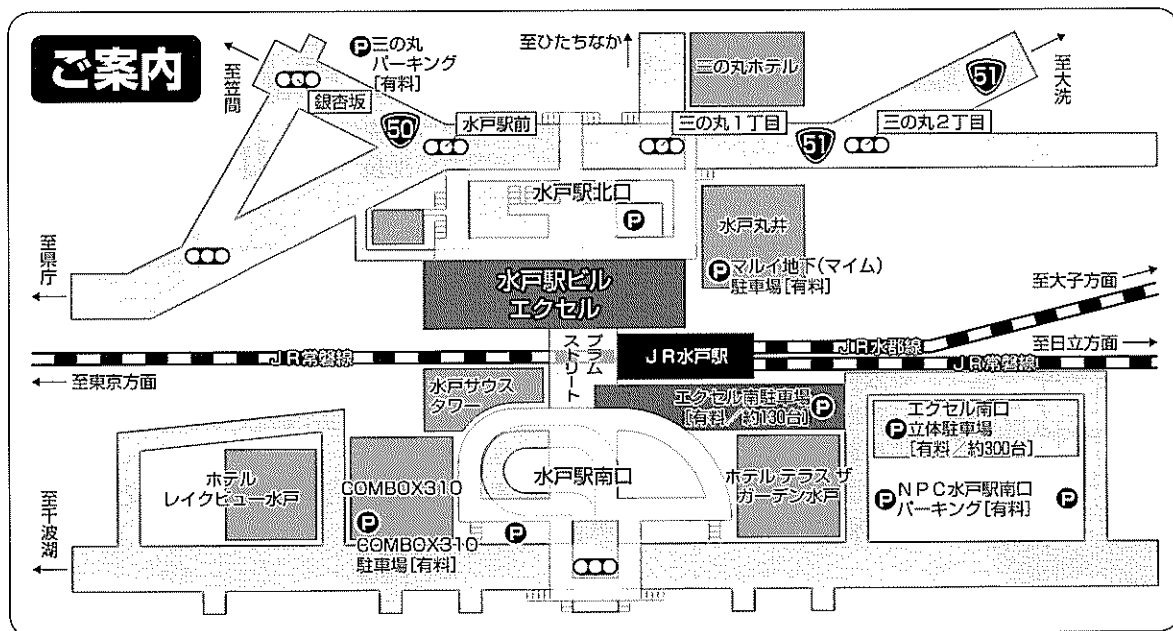 ご案内
至笠間
三の丸
パーキング
[有料]
至ひたちなか
三の丸ホテル
51
至大洗
銀杏坂
50
水戸駅前
三の丸1丁目
51
三の丸2丁目
水戸駅北口
P
水戸丸井
至県庁
水戸駅ビル
エクセル
マルイ地下(マイム)
駐車場[有料]
至大子方面
プラム
ストリート
JR常磐線
JR水戸駅
JR水郡線
至日立方面
JR常磐線
至東京方面
水戸サウス
タワー
エクセル南駐車場
[有料/約130台]
P
エクセル南口
立体駐車場
[有料/約300台]
ホテル
レイクビュー水戸
COMBOX310
水戸駅南口
ホテル テラス ザ
ガーデン水戸
NPC水戸駅南口
パーキング[有料]
P
至千波湖
P
COMBOX310
駐車場[有料]
P